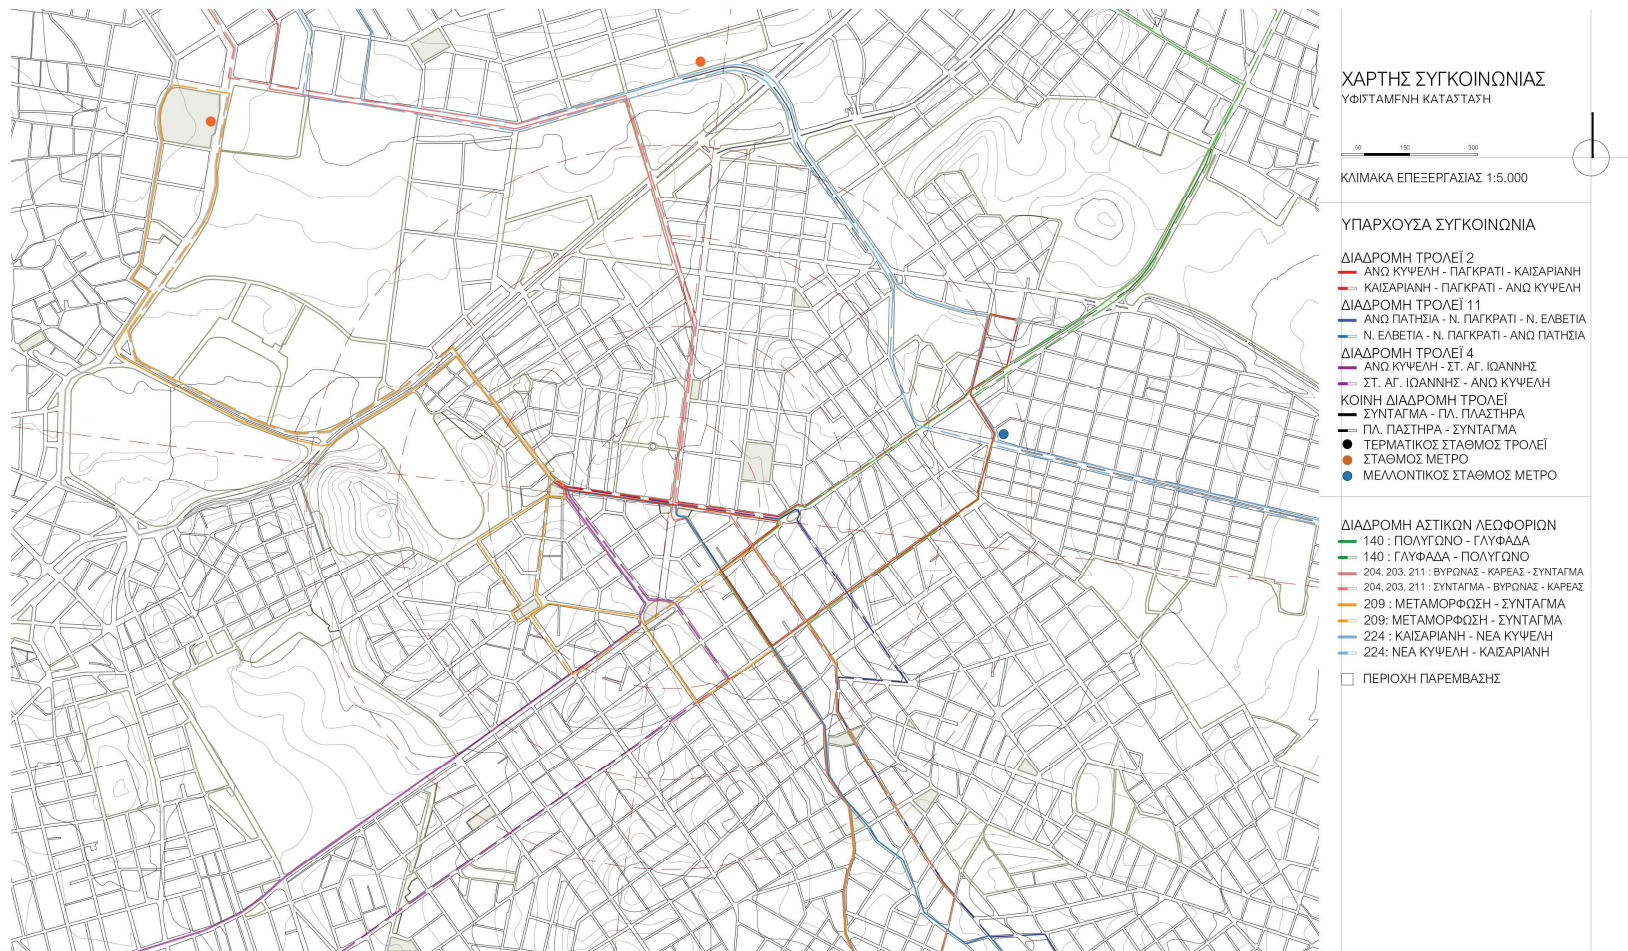 ΧΑΡΤΗΣ ΣΥΓΚΟΙΝΩΝΙΑΣ
ΥΦΙΣΤΑΜΕΝΗ ΚΑΤΑΣΤΑΣΗ
50 150 300
ΚΛΙΜΑΚΑ ΕΠΕΞΕΡΓΑΣΙΑΣ 1:5.000
ΥΠΑΡΧΟΥΣΑ ΣΥΓΚΟΙΝΩΝΙΑ
ΔΙΑΔΡΟΜΗ ΤΡΟΛΕΪ 2
ΑΝΩ ΚΥΨΕΛΗ - ΠΑΓΚΡΑΤΙ - ΚΑΙΣΑΡΙΑΝΗ
ΚΑΙΣΑΡΙΑΝΗ - ΠΑΓΚΡΑΤΙ - ΑΝΩ ΚΥΨΕΛΗ
ΔΙΑΔΡΟΜΗ ΤΡΟΛΕΪ 11
ΑΝΩ ΠΑΤΗΣΙΑ - Ν. ΠΑΓΚΡΑΤΙ - Ν. ΕΛΒΕΤΙΑ
Ν. ΕΛΒΕΤΙΑ - Ν. ΠΑΓΚΡΑΤΙ - ΑΝΩ ΠΑΤΗΣΙΑ
ΔΙΑΔΡΟΜΗ ΤΡΟΛΕΪ 4
ΑΝΩ ΚΥΨΕΛΗ - ΣΤ. ΑΓ. ΙΩΑΝΝΗΣ
ΣΤ. ΑΓ. ΙΩΑΝΝΗΣ - ΑΝΩ ΚΥΨΕΛΗ
ΚΟΙΝΗ ΔΙΑΔΡΟΜΗ ΤΡΟΛΕΪ
ΣΥΝΤΑΓΜΑ - ΠΛ. ΠΛΑΣΤΗΡΑ
ΠΛ. ΠΑΣΤΗΡΑ - ΣΥΝΤΑΓΜΑ
ΤΕΡΜΑΤΙΚΟΣ ΣΤΑΘΜΟΣ ΤΡΟΛΕΪ
ΣΤΑΘΜΟΣ ΜΕΤΡΟ
ΜΕΛΛΟΝΤΙΚΟΣ ΣΤΑΘΜΟΣ ΜΕΤΡΟ
ΔΙΑΔΡΟΜΗ ΑΣΤΙΚΩΝ ΛΕΩΦΟΡΙΩΝ
140 : ΠΟΛΥΓΩΝΟ - ΓΛΥΦΑΔΑ
140 : ΓΛΥΦΑΔΑ - ΠΟΛΥΓΩΝΟ
204, 203, 211 : ΒΥΡΩΝΑΣ - ΚΑΡΕΑΣ - ΣΥΝΤΑΓΜΑ
204, 203, 211 : ΣΥΝΤΑΓΜΑ - ΒΥΡΩΝΑΣ - ΚΑΡΕΑΣ
209 : ΜΕΤΑΜΟΡΦΩΣΗ - ΣΥΝΤΑΓΜΑ
209: ΜΕΤΑΜΟΡΦΩΣΗ - ΣΥΝΤΑΓΜΑ
224 : ΚΑΙΣΑΡΙΑΝΗ - ΝΕΑ ΚΥΨΕΛΗ
224: ΝΕΑ ΚΥΨΕΛΗ - ΚΑΙΣΑΡΙΑΝΗ
ΠΕΡΙΟΧΗ ΠΑΡΕΜΒΑΣΗΣ